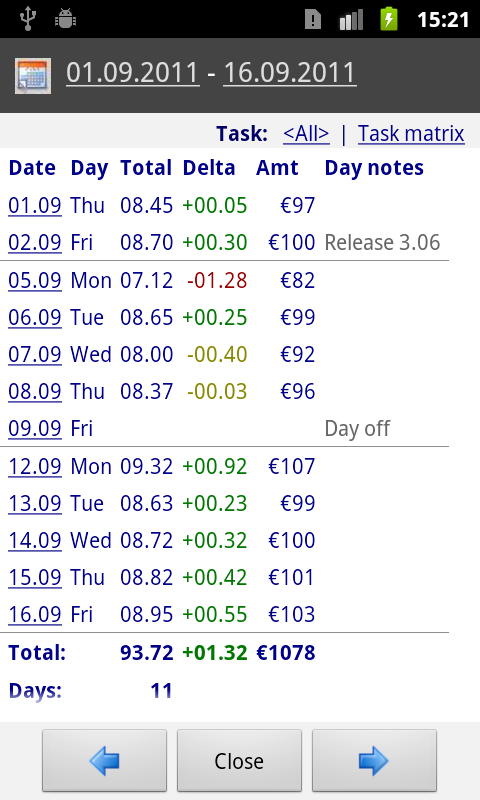 15:21
01.09.2011 - 16.09.2011
Task: <All> | Task matrix
Date Day Total Delta Amt Day notes
01.09 Thu 08.45 +00.05 €97
02.09 Fri 08.70 +00.30 €100 Release 3.06
05.09 Mon 07.12 -01.28 €82
06.09 Tue 08.65 +00.25 €99
07.09 Wed 08.00 -00.40 €92
08.09 Thu 08.37 -00.03 €96
09.09 Fri Day off
12.09 Mon 09.32 +00.92 €107
13.09 Tue 08.63 +00.23 €99
14.09 Wed 08.72 +00.32 €100
15.09 Thu 08.82 +00.42 €101
16.09 Fri 08.95 +00.55 €103
Total: 93.72 +01.32 €1078
Days: 11
Close